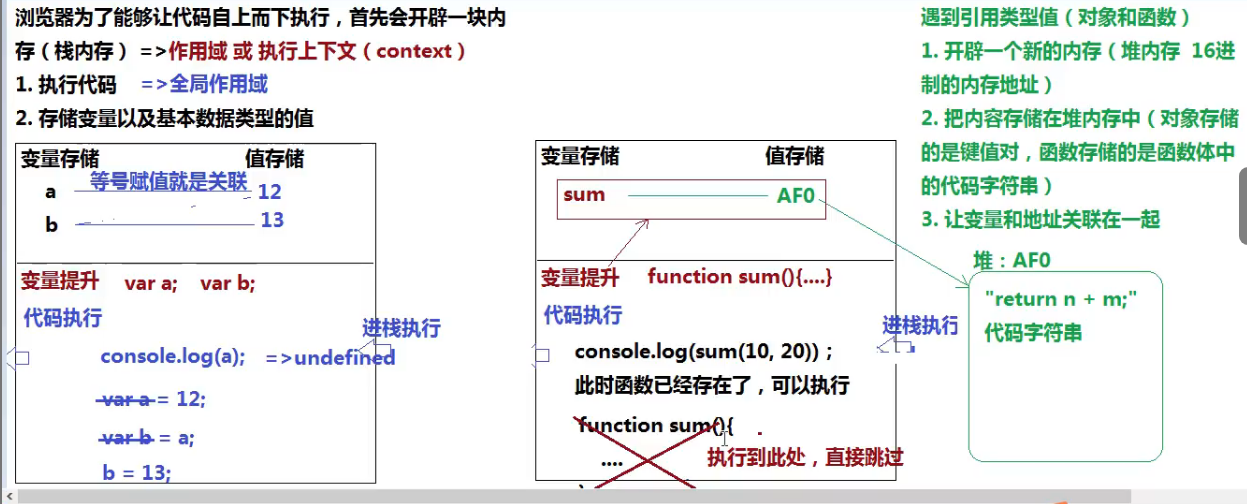 浏览器为了能够让代码自上而下执行，首先会开辟一块内
存（栈内存） =>作用域 或 执行上下文（context）
1. 执行代码 =>全局作用域
2. 存储变量以及基本数据类型的值
变量存储 值存储
等号赋值就是关联
a 12
b 13
变量提升 var a; var b;
代码执行
进栈执行
console.log(a); =>undefined
var a = 12;
var b = a;
b = 13;
变量存储 值存储
sum AF0
变量提升 function sum(){....}
代码执行
进栈执行
console.log(sum(10, 20)) ;
此时函数已经存在了，可以执行
function sum(){
....
执行到此处，直接跳过
}
遇到引用类型值（对象和函数）
1. 开辟一个新的内存（堆内存 16进
制的内存地址）
2. 把内容存储在堆内存中（对象存储
的是键值对，函数存储的是函数体中
的代码字符串）
3. 让变量和地址关联在一起
堆：AF0
"return n + m;"
代码字符串